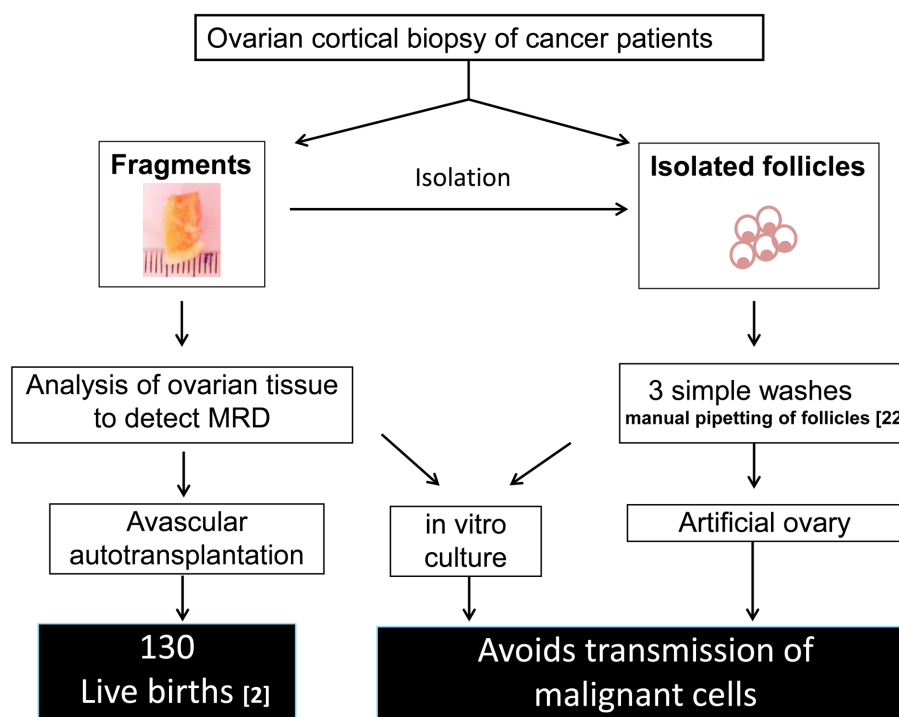 Ovarian cortical biopsy of cancer patients
Fragments
Isolation
Isolated follicles
Analysis of ovarian tissue
to detect MRD
3 simple washes
manual pipetting of follicles [22
Avascular
autotransplantation
in vitro
culture
Artificial ovary
130
Live births [2]
Avoids transmission of
malignant cells